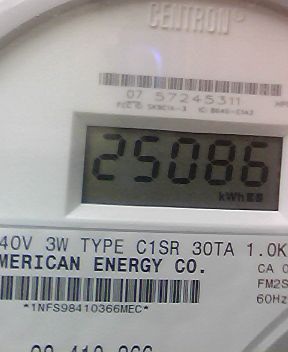 CENTRON®
07 57245311
25086
kWh
40V 3W TYPE C1SR 30TA 1.0K
MERICAN ENERGY CO.
CA 0
FM2S
60Hz
*1NFS98410366MEC*